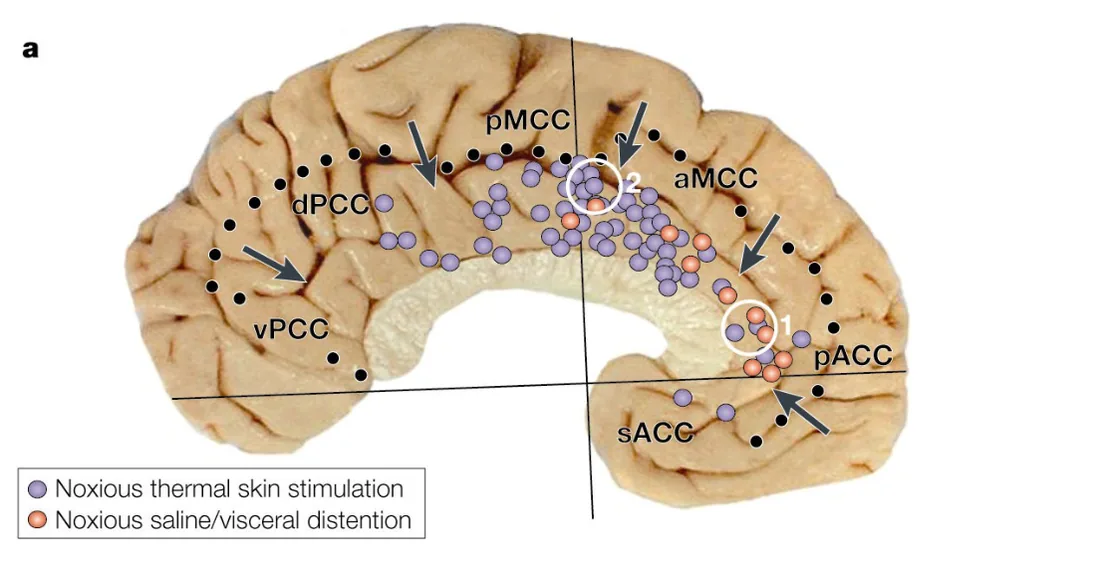 a
pMCC
2
aMCC
dPCC
vPCC
1
pACC
sACC
Noxious thermal skin stimulation
Noxious saline/visceral distention